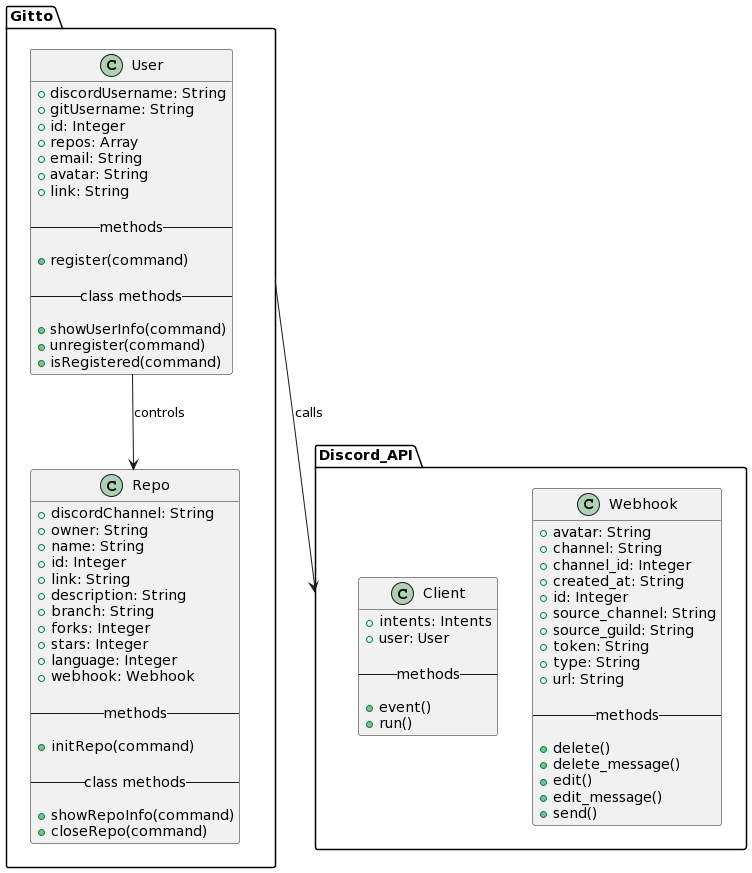 Gitto
C User
discordUsername: String
gitUsername: String
id: Integer
repos: Array
email: String
avatar: String
link: String
methods
register(command)
class methods
showUserInfo(command)
unregister(command)
isRegistered(command)
controls
calls
C Repo
discordChannel: String
owner: String
name: String
id: Integer
link: String
description: String
branch: String
forks: Integer
stars: Integer
language: Integer
webhook: Webhook
methods
initRepo(command)
class methods
showRepoInfo(command)
closeRepo(command)
Discord_API
C Client
intents: Intents
user: User
methods
event()
run()
C Webhook
avatar: String
channel: String
channel_id: Integer
created_at: String
id: Integer
source_channel: String
source_guild: String
token: String
type: String
url: String
methods
delete()
delete_message()
edit()
edit_message()
send()